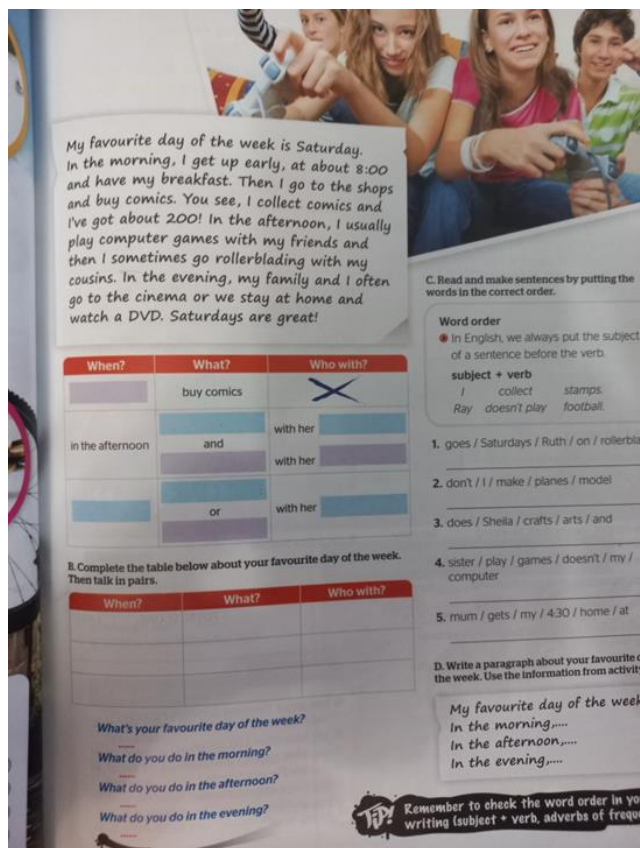 My favourite day of the week is Saturday.
In the morning, I get up early, at about 8:00
and have my breakfast. Then I go to the shops
and buy comics. You see, I collect comics and
I've got about 200! In the afternoon, I usually
play computer games with my friends and
then I sometimes go rollerblading with my
cousins. In the evening, my family and I often
go to the cinema or we stay at home and
watch a DVD. Saturdays are great!
When? What? Who with?
buy comics
in the afternoon and with her
with her
or with her
B. Complete the table below about your favourite day of the week.
Then talk in pairs.
When? What? Who with?
What's your favourite day of the week?
.....
What do you do in the morning?
.....
What do you do in the afternoon?
.....
What do you do in the evening?
.....
C. Read and make sentences by putting the
words in the correct order.
Word order
In English, we always put the subject
of a sentence before the verb.
subject + verb
I collect stamps.
Ray doesn't play football.
1. goes / Saturdays / Ruth / on /
2. don't / I / make / planes / model
3. does / Sheila / crafts / arts / and
4. sister / play / games / doesn't / my /
computer
5. mum / gets / my / 4:30 / home / at
D. Write a paragraph about your favourite
the week. Use the information from
My favourite day of the week
In the morning,....
In the afternoon,....
In the evening,....
TIP!
Remember to check the word order in
writing (subject + verb, adverbs of